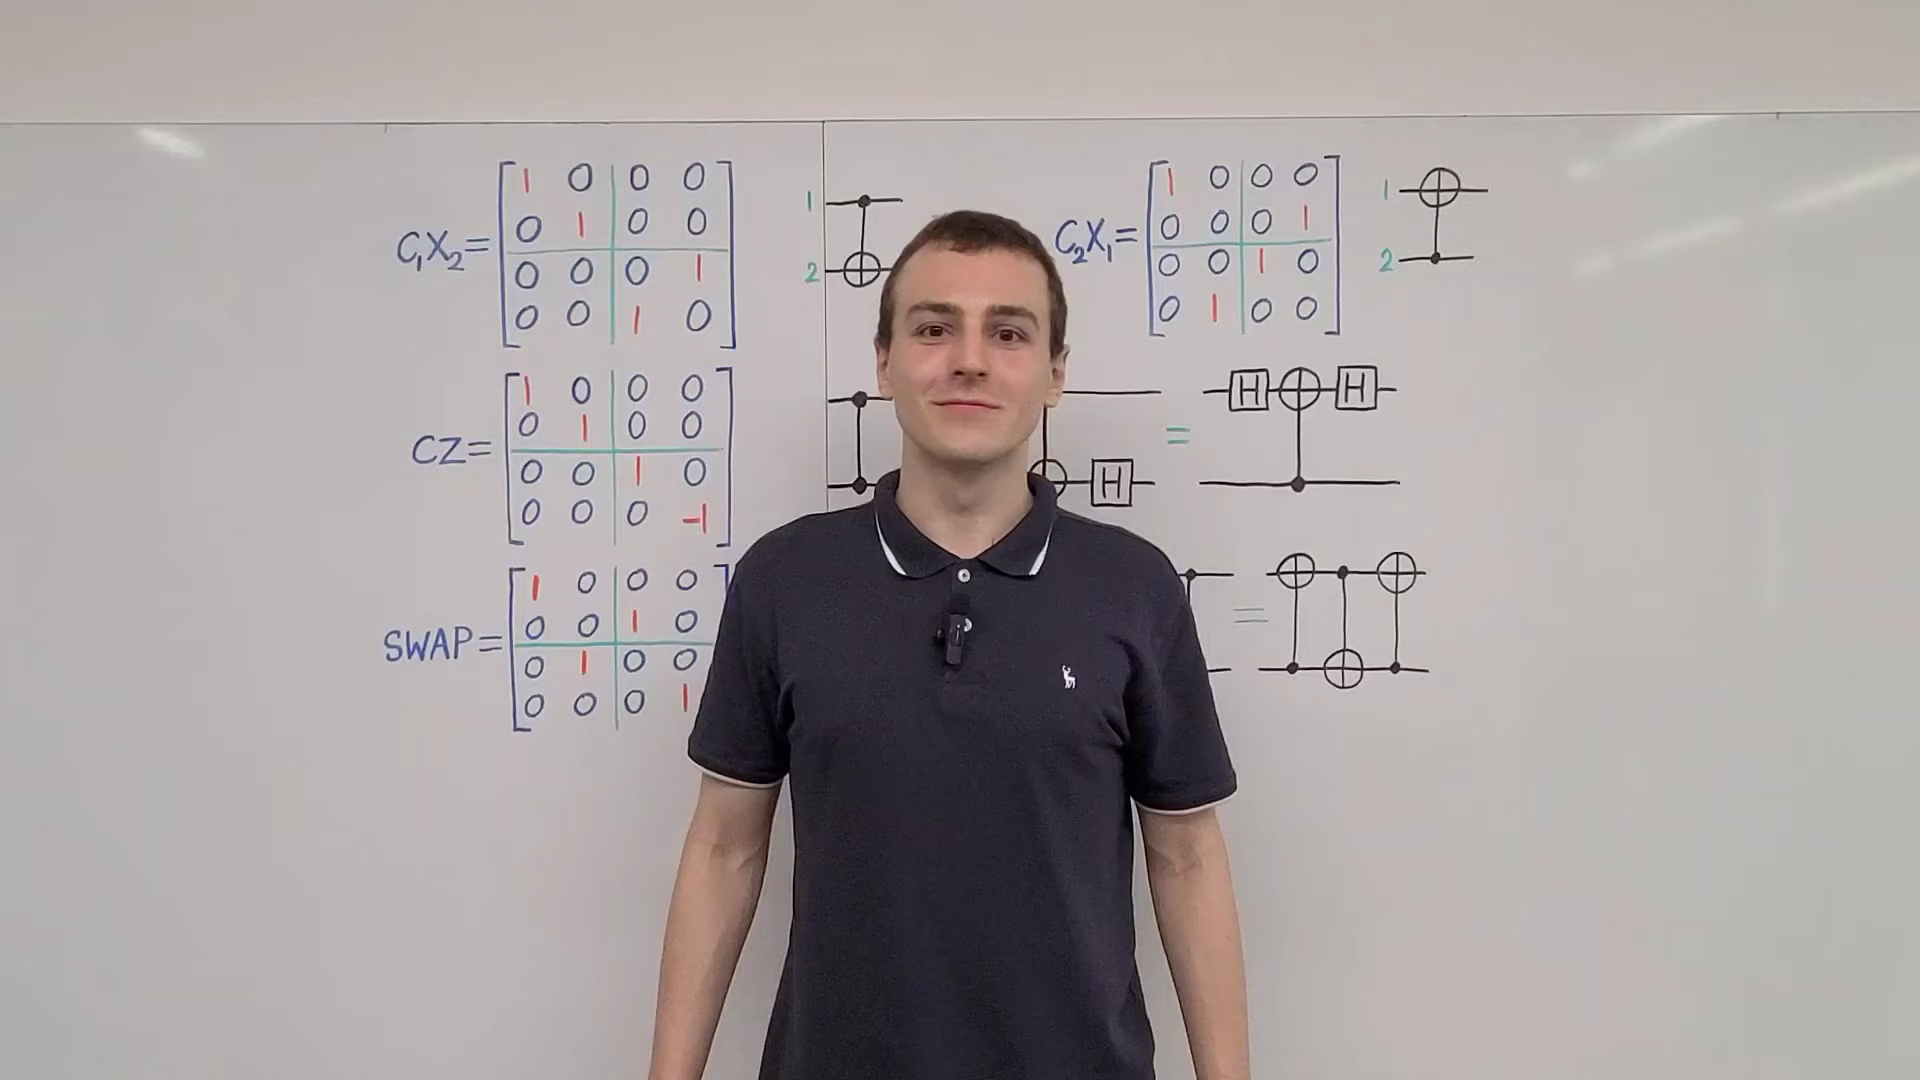 C₁X₂= [1 0 0 0
0 1 0 0
0 0 0 1
0 0 1 0]
1
2
C₂X₁= [1 0 0 0
0 0 0 1
0 0 1 0
0 1 0 0]
1
2
CZ= [1 0 0 0
0 1 0 0
0 0 1 0
0 0 0 -1]
H
=
H H
SWAP= [1 0 0 0
0 0 1 0
0 1 0 0
0 0 0 1
=